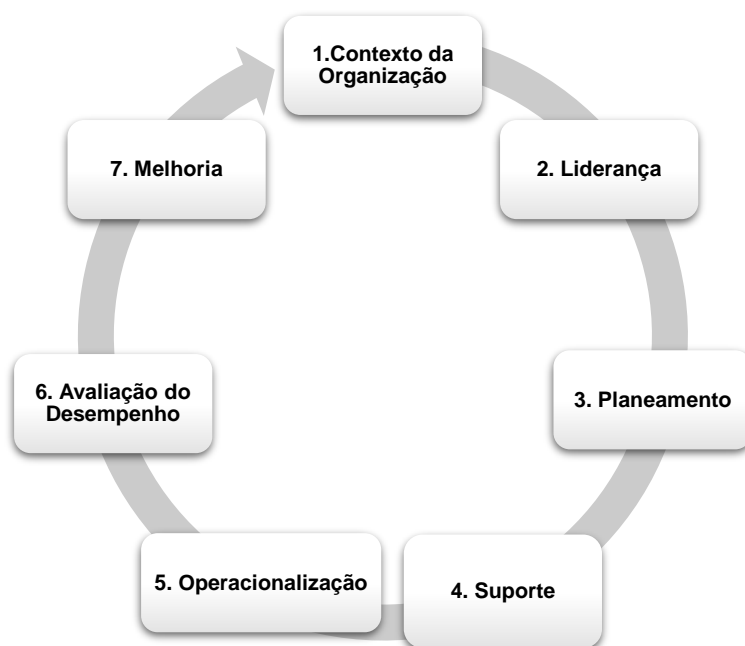 1.Contexto da
Organização
2. Liderança
3. Planeamento
4. Suporte
5. Operacionalização
6. Avaliação do
Desempenho
7. Melhoria